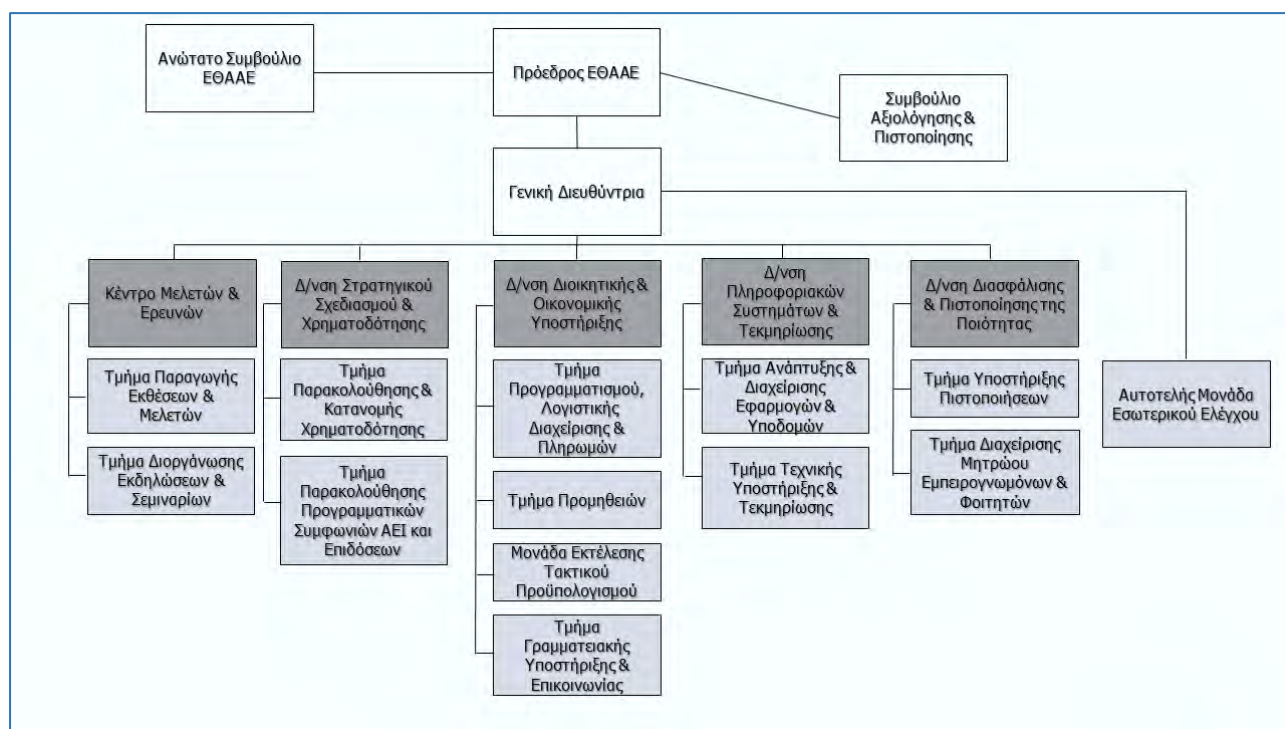 Ανώτατο Συμβούλιο
ΕΘΑΑΕ
Πρόεδρος ΕΘΑΑΕ
Συμβούλιο
Αξιολόγησης &
Πιστοποίησης
Γενική Διευθύντρια
Κέντρο Μελετών &
Ερευνών
Τμήμα Παραγωγής
Εκθέσεων &
Μελετών
Τμήμα Διοργάνωσης
Εκδηλώσεων &
Σεμιναρίων
Δ/νση Στρατηγικού
Σχεδιασμού &
Χρηματοδότησης
Τμήμα
Παρακολούθησης &
Κατανομής
Χρηματοδότησης
Τμήμα
Παρακολούθησης
Προγραμματικών
Συμφωνιών ΑΕΙ και
Επιδόσεων
Δ/νση Διοικητικής &
Οικονομικής
Υποστήριξης
Τμήμα
Προγραμματισμού,
Λογιστικής
Διαχείρισης &
Πληρωμών
Τμήμα Προμηθειών
Μονάδα Εκτέλεσης
Τακτικού
Προϋπολογισμού
Τμήμα
Γραμματειακής
Υποστήριξης &
Επικοινωνίας
Δ/νση
Πληροφοριακών
Συστημάτων &
Τεκμηρίωσης
Τμήμα Ανάπτυξης &
Διαχείρισης
Εφαρμογών &
Υποδομών
Τμήμα Τεχνικής
Υποστήριξης &
Τεκμηρίωσης
Δ/νση Διασφάλισης
& Πιστοποίησης της
Ποιότητας
Τμήμα Υποστήριξης
Πιστοποιήσεων
Τμήμα Διαχείρισης
Μητρώου
Εμπειρογνωμόνων &
Φοιτητών
Αυτοτελής Μονάδα
Εσωτερικού Ελέγχου